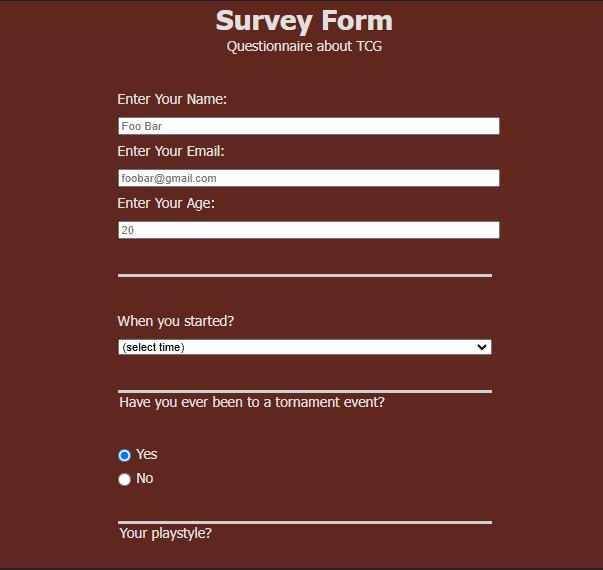 Survey Form
Questionnaire about TCG
Enter Your Name:
Foo Bar
Enter Your Email:
foobar@gmail.com
Enter Your Age:
20
When you started?
(select time)
Have you ever been to a tornament event?
Yes
No
Your playstyle?